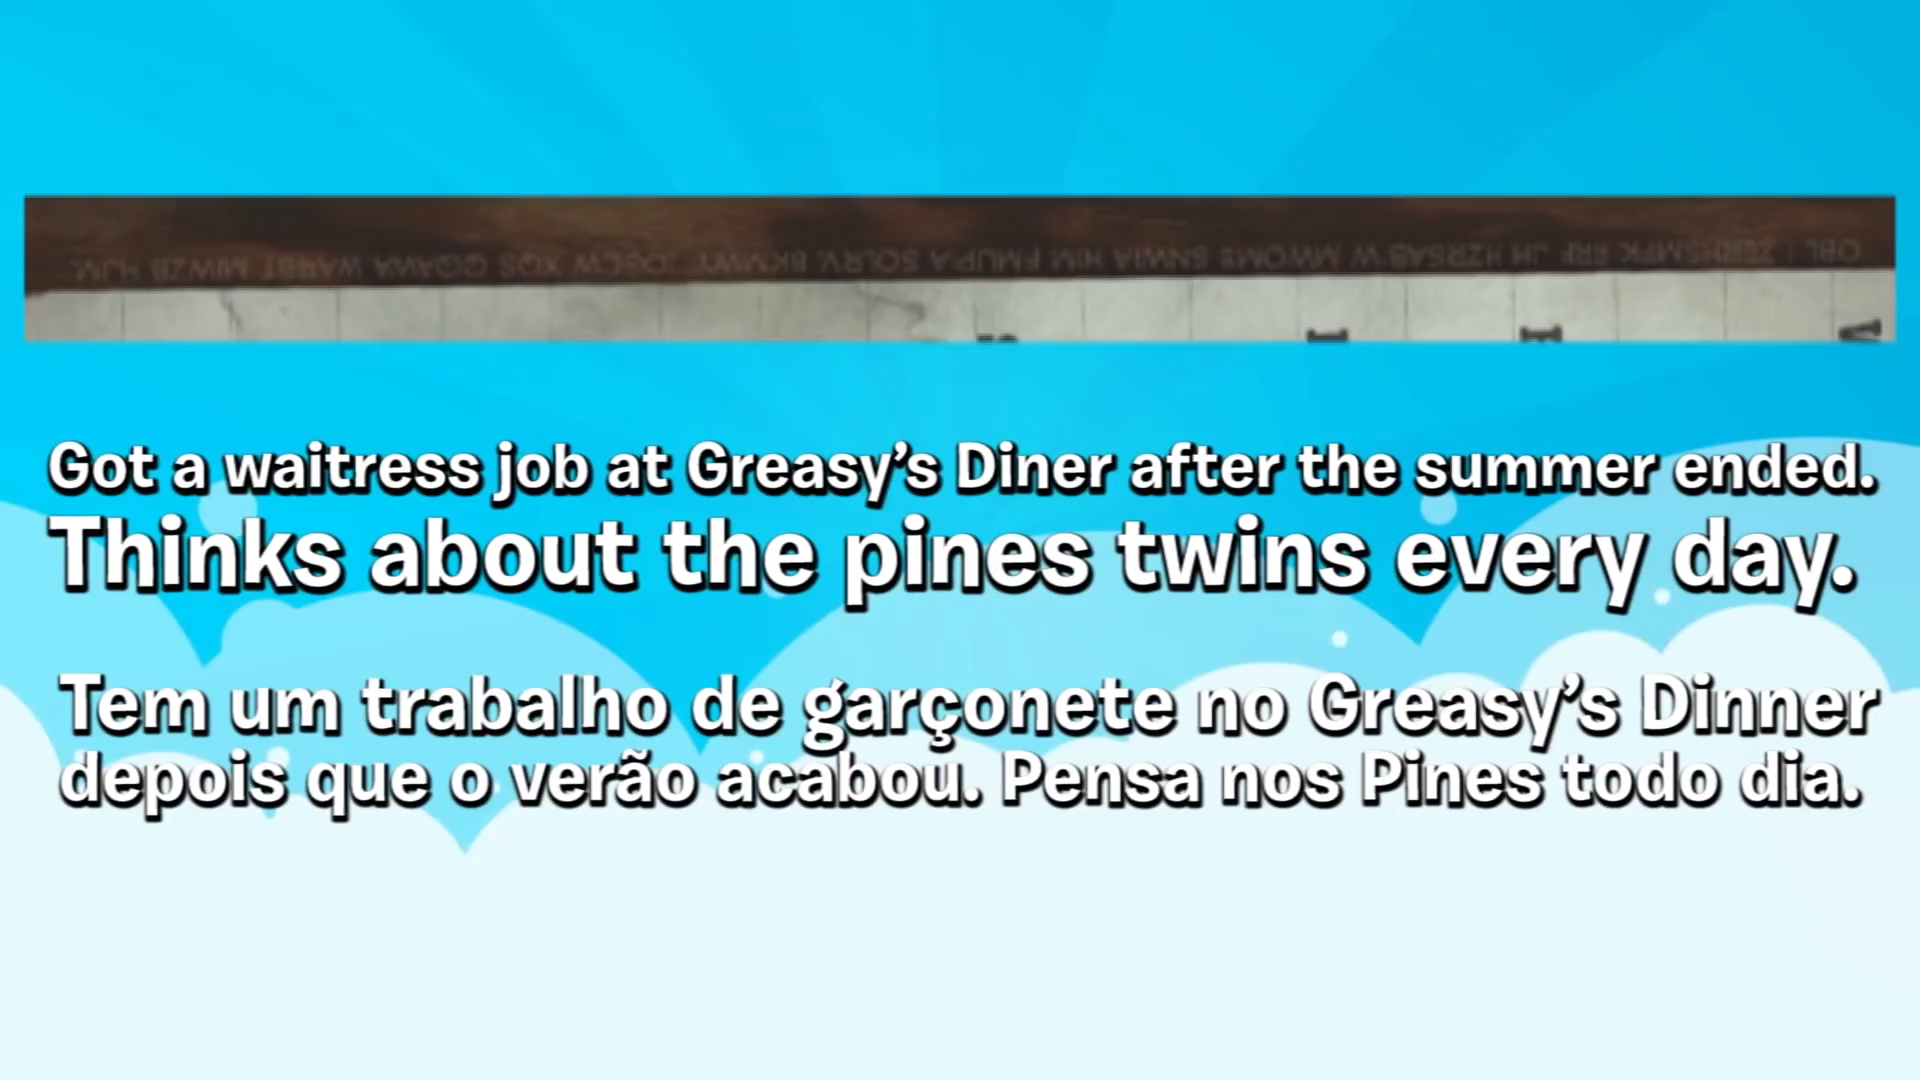 Got a waitress job at Greasy’s Diner after the summer ended.
Thinks about the pines twins every day.
Tem um trabalho de garçonete no Greasy’s Dinner
depois que o verão acabou. Pensa nos Pines todo dia.